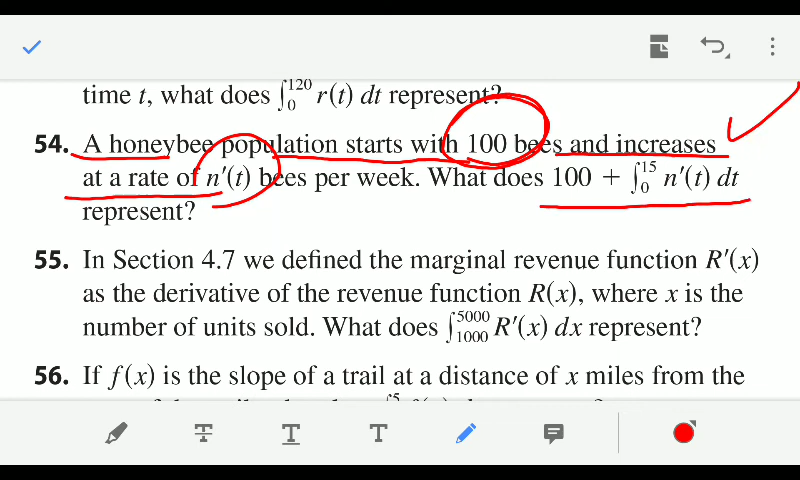 time t, what does ∫₀¹²⁰ r(t) dt represent?
54. A honeybee population starts with 100 bees and increases
at a rate of n′(t) bees per week. What does 100 + ∫₀¹⁵ n′(t) dt
represent?
55. In Section 4.7 we defined the marginal revenue function R′(x)
as the derivative of the revenue function R(x), where x is the
number of units sold. What does ∫₁₀₀₀⁵⁰⁰⁰ R′(x) dx represent?
56. If f(x) is the slope of a trail at a distance of x miles from the
T T T